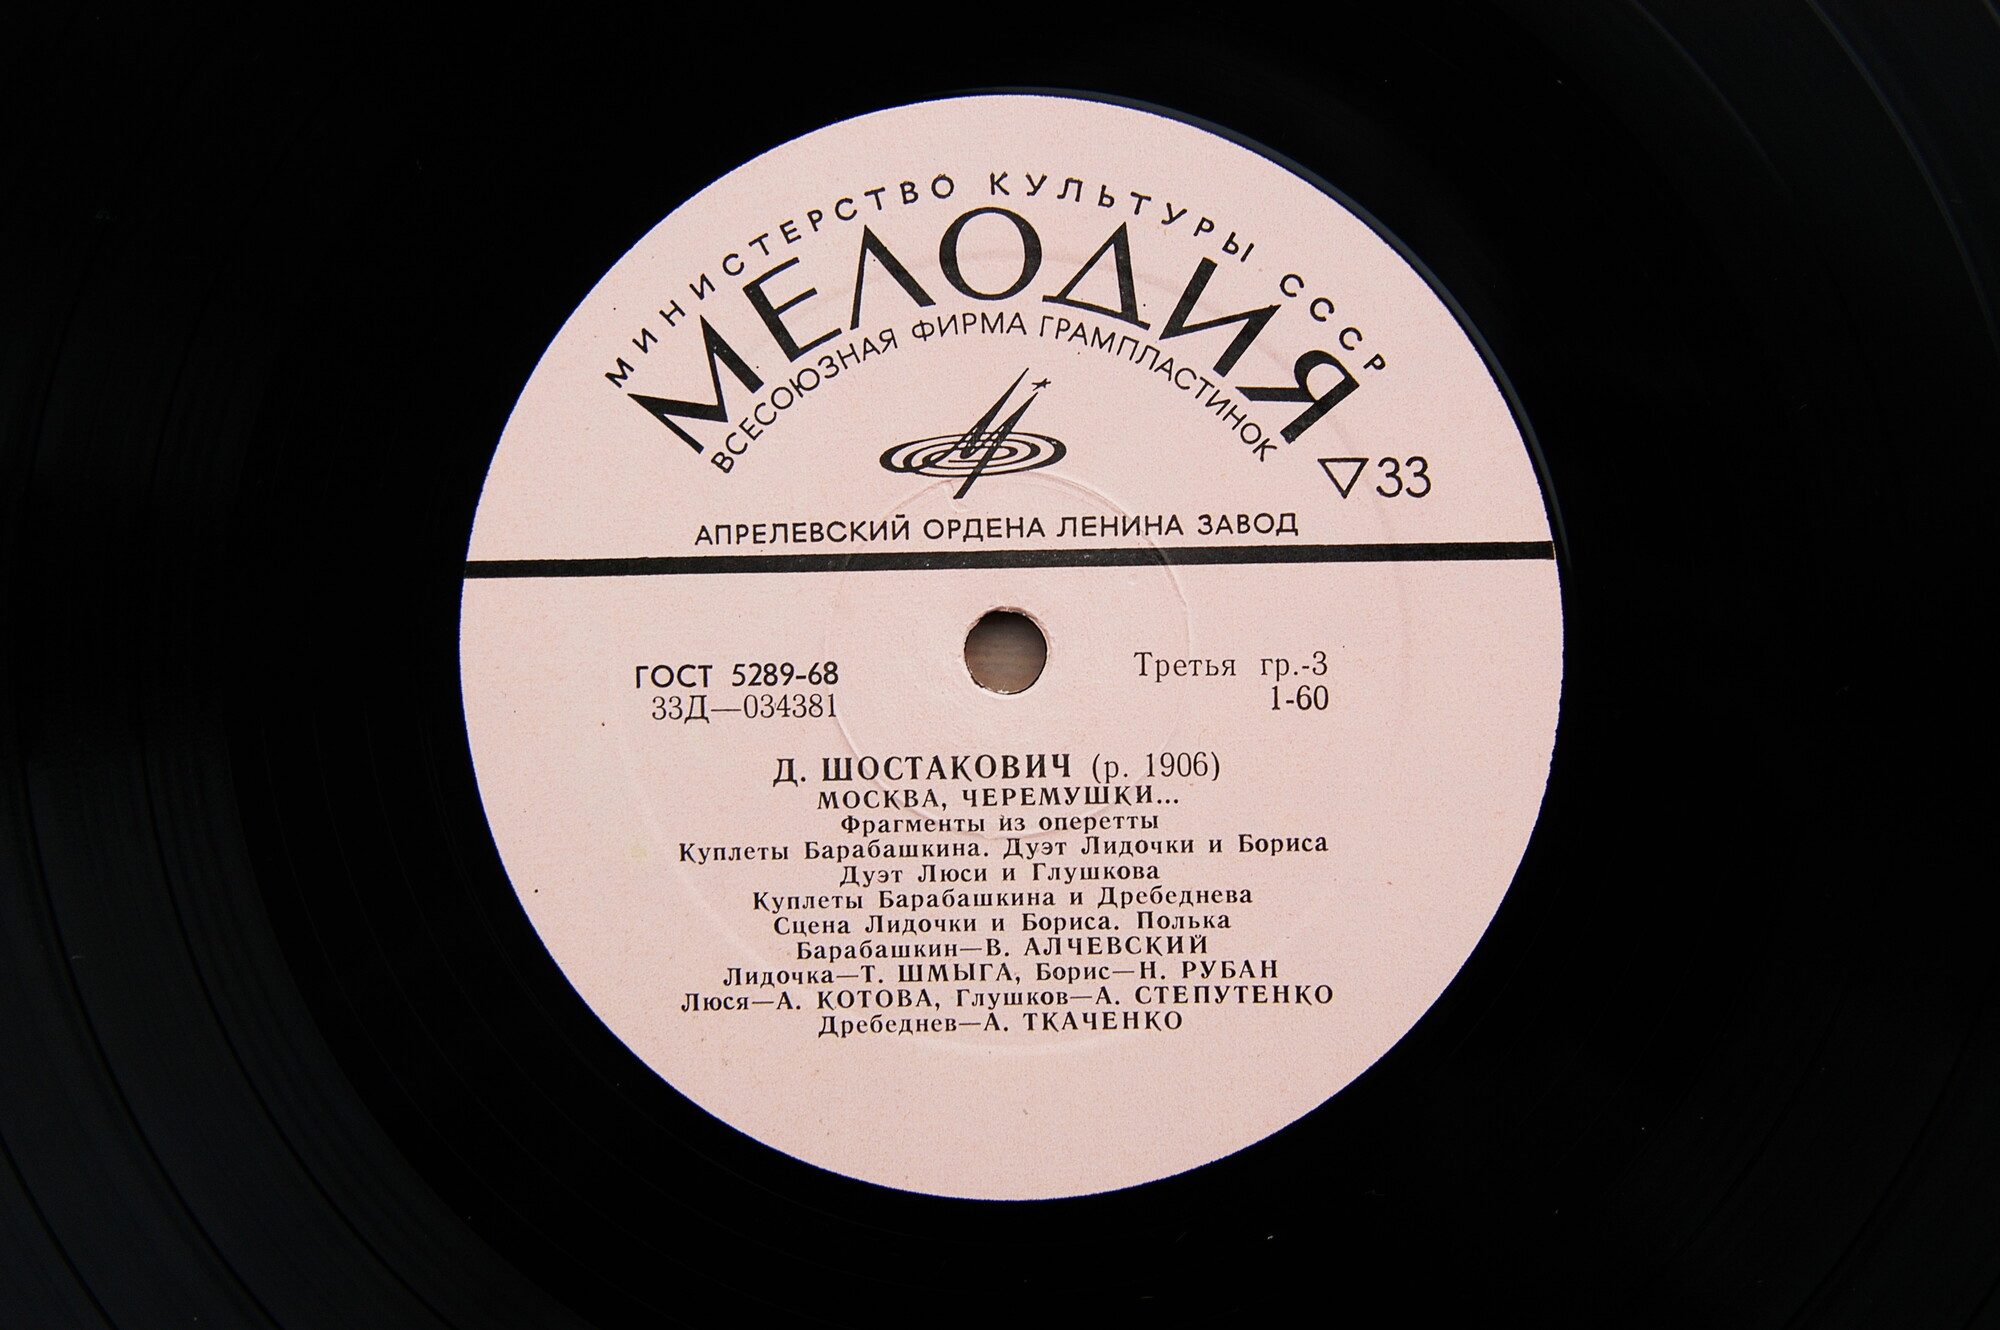 МИНИСТЕРСТВО КУЛЬТУРЫ СССР
МЕЛОДИЯ
ВСЕСОЮЗНАЯ ФИРМА ГРАМПЛАСТИНОК
33
АПРЕЛЕВСКИЙ ОРДЕНА ЛЕНИНА ЗАВОД
ГОСТ 5289-68
33Д—034381
Третья гр.-3
1-60
Д. ШОСТАКОВИЧ (р. 1906)
МОСКВА, ЧЕРЕМУШКИ...
Фрагменты из оперетты
Куплеты Барабашкина. Дуэт Лидочки и Бориса
Дуэт Люси и Глушкова
Куплеты Барабашкина и Дребеднева
Сцена Лидочки и Бориса. Полька
Барабашкин—В. АЛЧЕВСКИЙ
Лидочка—Т. ШМЫГА, Борис—Н. РУБАН
Люся—А. КОТОВА, Глушков—А. СТЕПУТЕНКО
Дребеднев—А. ТКАЧЕНКО